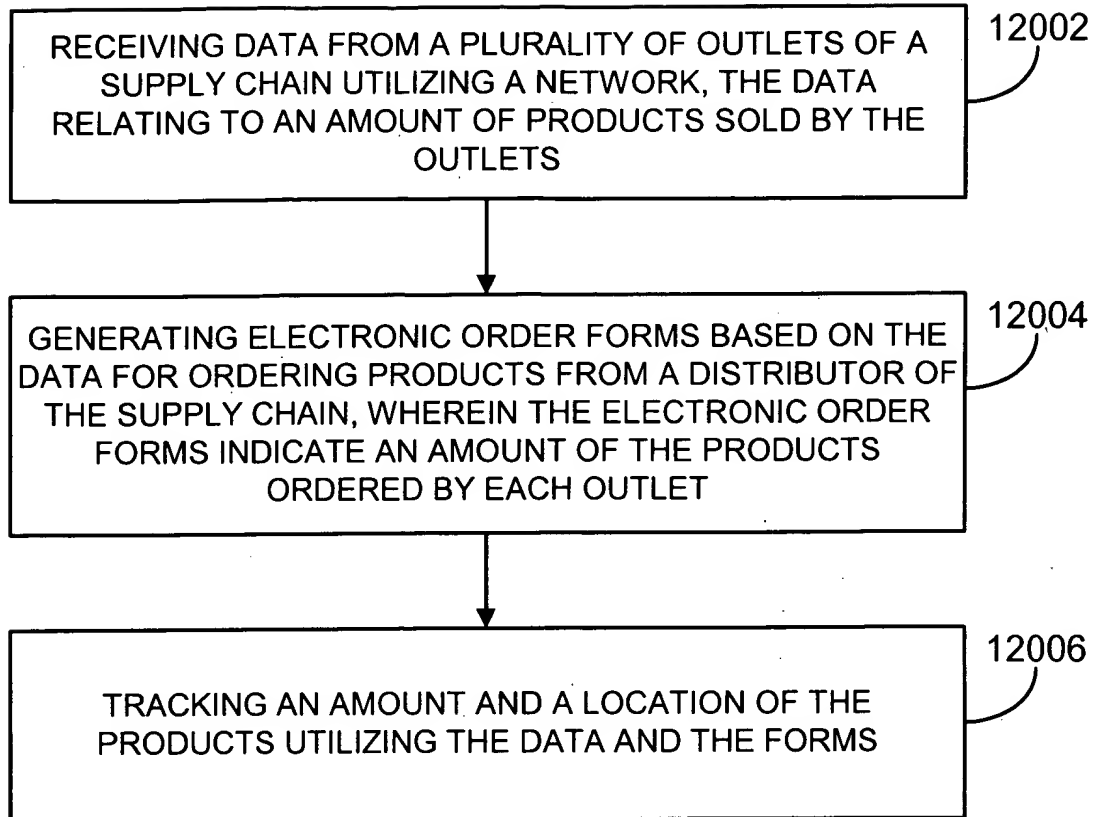 RECEIVING DATA FROM A PLURALITY OF OUTLETS OF A
SUPPLY CHAIN UTILIZING A NETWORK, THE DATA
RELATING TO AN AMOUNT OF PRODUCTS SOLD BY THE
OUTLETS
12002
GENERATING ELECTRONIC ORDER FORMS BASED ON THE
DATA FOR ORDERING PRODUCTS FROM A DISTRIBUTOR OF
THE SUPPLY CHAIN, WHEREIN THE ELECTRONIC ORDER
FORMS INDICATE AN AMOUNT OF THE PRODUCTS
ORDERED BY EACH OUTLET
12004
TRACKING AN AMOUNT AND A LOCATION OF THE
PRODUCTS UTILIZING THE DATA AND THE FORMS
12006